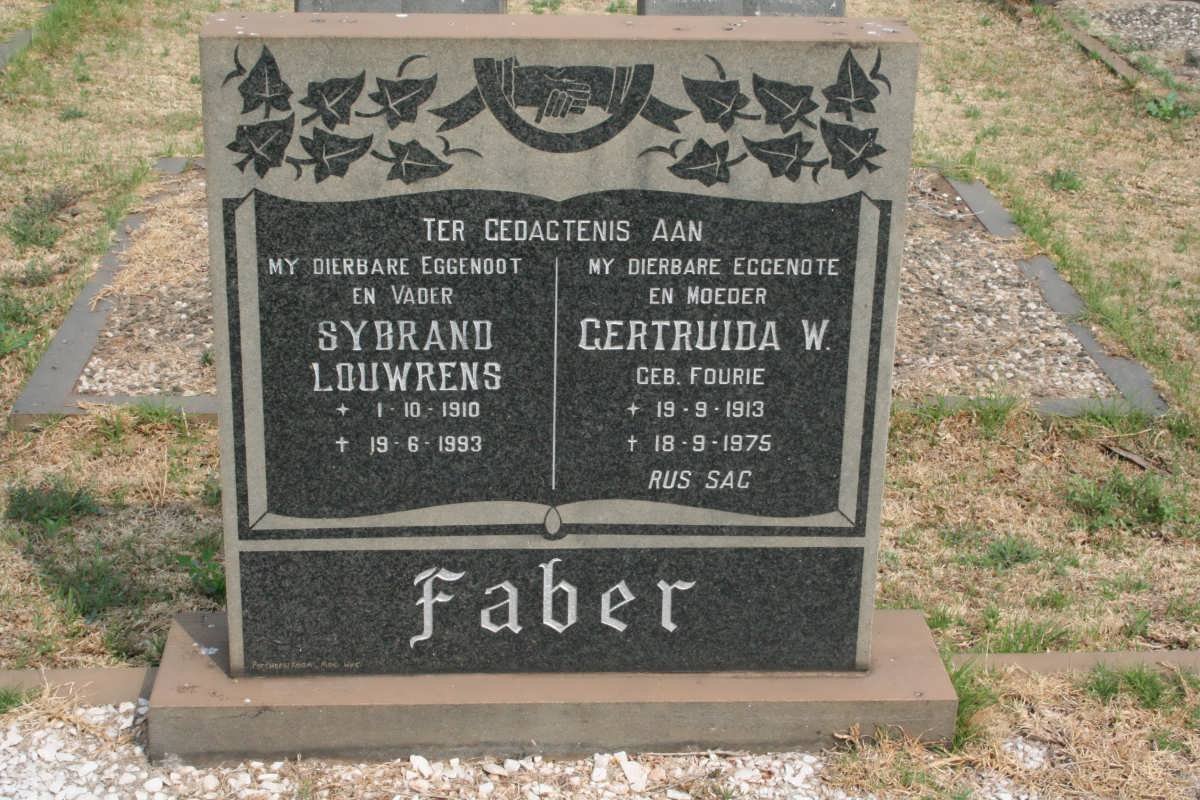 TER GEDAGTENIS AAN
MY DIERBARE EGGENOOT
EN VADER
SYBRAND
LOUWRENS
1-10-1910
† 19-6-1993
MY DIERBARE EGGENOTE
EN MOEDER
GERTRUIDA W.
GEB. FOURIE
19-9-1913
† 18-9-1975
RUS SAG
Faber